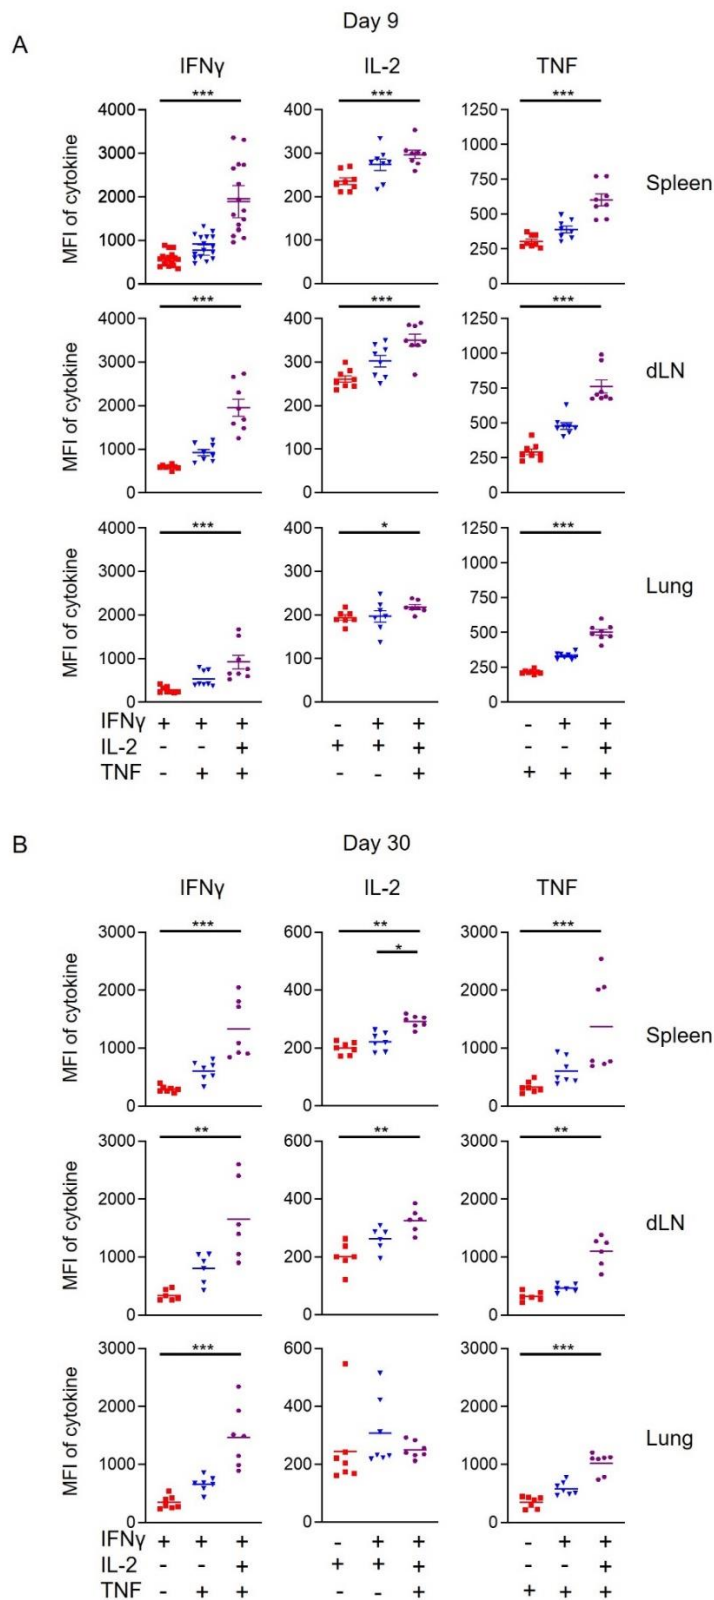 Day 9
A
IFNγ IL-2 TNF
*** *** ***
4000 400 1250
3000 300 1000
750
2000 200 500
1000 100 250
0 0 0
MFI of cytokine
Spleen
*** *** ***
4000 400 1250
3000 300 1000
750
2000 200 500
1000 100 250
0 0 0
MFI of cytokine
dLN
*** * ***
4000 400 1250
3000 300 1000
750
2000 200 500
1000 100 250
0 0 0
MFI of cytokine
Lung
IFNγ + + + - + + - + +
IL-2 - - + + + + - - +
TNF - + + - - + + + +
B
Day 30
IFNγ IL-2 TNF
*** ** * ***
3000 600 3000
2000 400 2000
1000 200 1000
0 0 0
MFI of cytokine
Spleen
** ** **
3000 600 3000
2000 400 2000
1000 200 1000
0 0 0
MFI of cytokine
dLN
*** ***
3000 600 3000
2000 400 2000
1000 200 1000
0 0 0
MFI of cytokine
Lung
IFNγ + + + - + + - + +
IL-2 - - + + + + - - +
TNF - + + - - + + + +